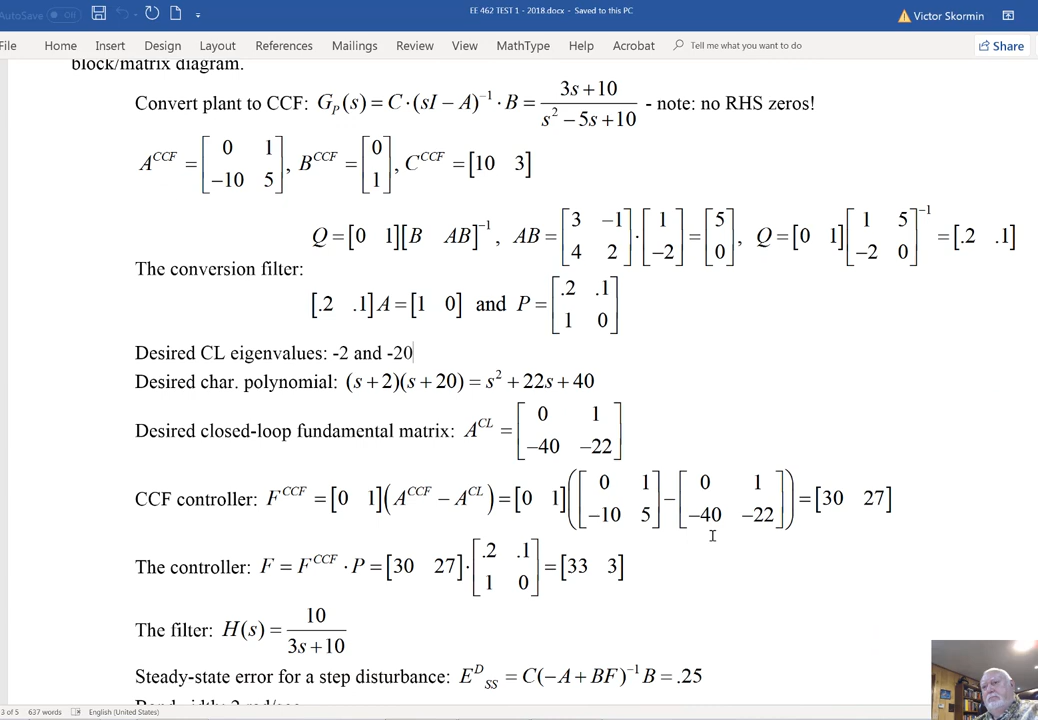 AutoSave Off
EE 462 TEST 1 - 2018.docx - Saved to this PC
Victor Skormin
File Home Insert Design Layout References Mailings Review View MathType Help Acrobat Tell me what you want to do Share
block/matrix diagram.
Convert plant to CCF: G_P(s) = C·(sI − A)^{−1}·B = (3s+10)/(s^2 − 5s + 10) - note: no RHS zeros!
A^{CCF} = [0 1; −10 5], B^{CCF} = [0; 1], C^{CCF} = [10 3]
Q = [0 1][B AB]^{−1}, AB = [3 −1; 4 2]·[1; −2] = [5; 0], Q = [0 1][1 5; −2 0]^{−1} = [.2 .1]
The conversion filter:
[.2 .1]A = [1 0] and P = [.2 .1; 1 0]
Desired CL eigenvalues: -2 and -20
Desired char. polynomial: (s+2)(s+20) = s^2 + 22s + 40
Desired closed-loop fundamental matrix: A^{CL} = [0 1; −40 −22]
CCF controller: F^{CCF} = [0 1](A^{CCF} − A^{CL}) = [0 1]([0 1; −10 5] − [0 1; −40 −22]) = [30 27]
The controller: F = F^{CCF}·P = [30 27]·[.2 .1; 1 0] = [33 3]
The filter: H(s) = 10/(3s+10)
Steady-state error for a step disturbance: E^D_{SS} = C(−A + BF)^{−1}B = .25
3 of 5 637 words English (United States)